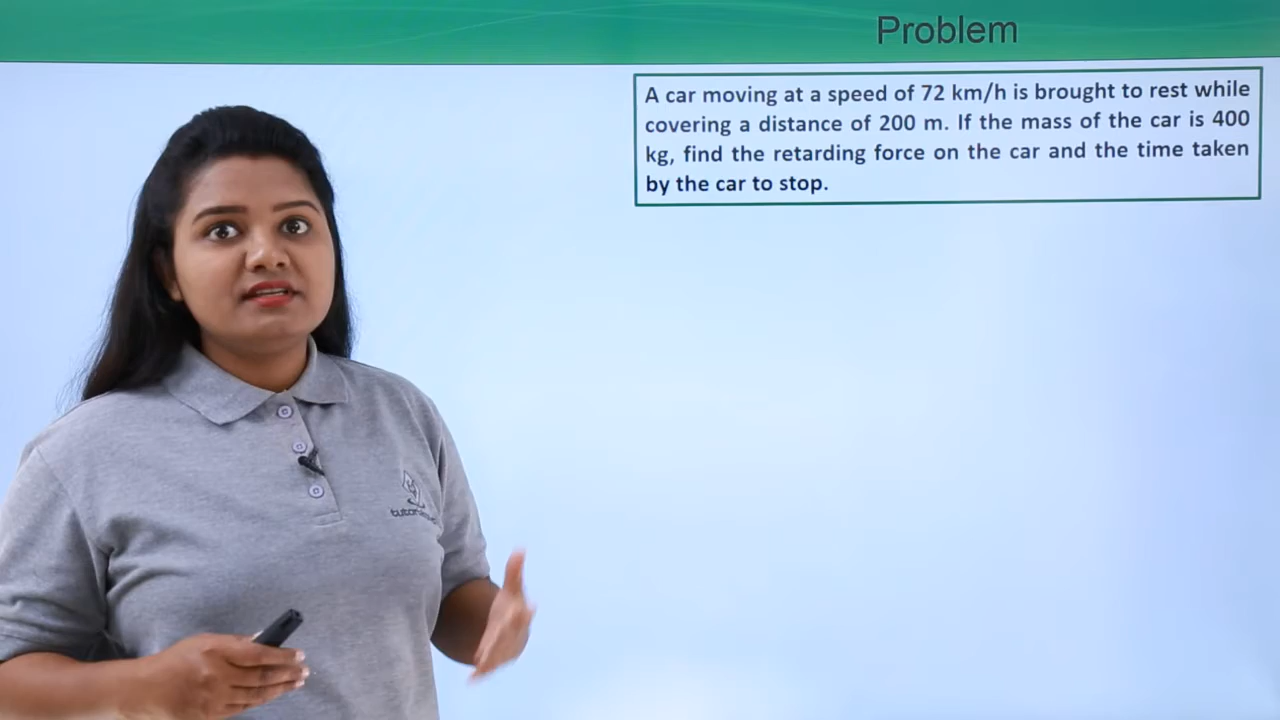 Problem
A car moving at a speed of 72 km/h is brought to rest while
covering a distance of 200 m. If the mass of the car is 400
kg, find the retarding force on the car and the time taken
by the car to stop.